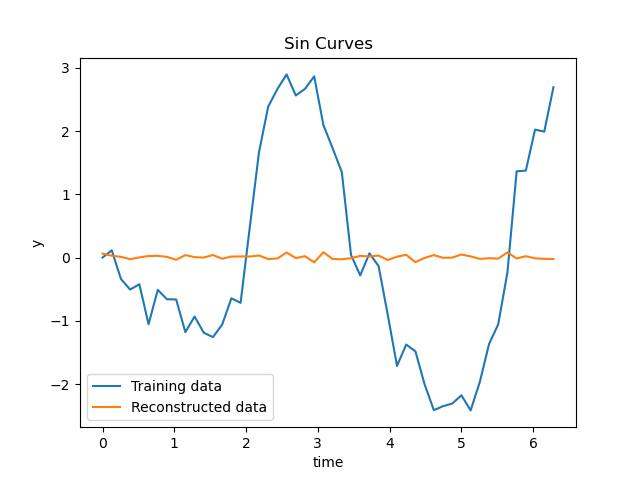 Sin Curves
3
2
1
0
−1
−2
y
Training data
Reconstructed data
0 1 2 3 4 5 6
time